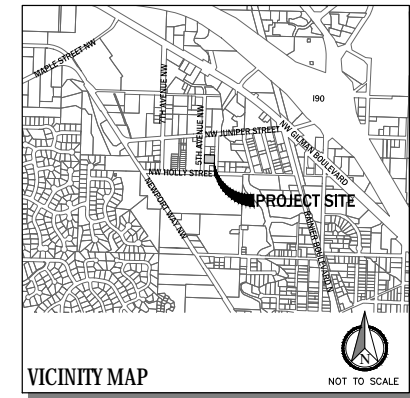 MAPLE STREET NW
7TH AVENUE NW
5TH AVENUE NW
I90
NW JUNIPER STREET
NW GILMAN BOULEVARD
NW HOLLY STREET
NEWPORT WAY NW
PROJECT SITE
RAINIER BOULEVARD N
VICINITY MAP
N
NOT TO SCALE